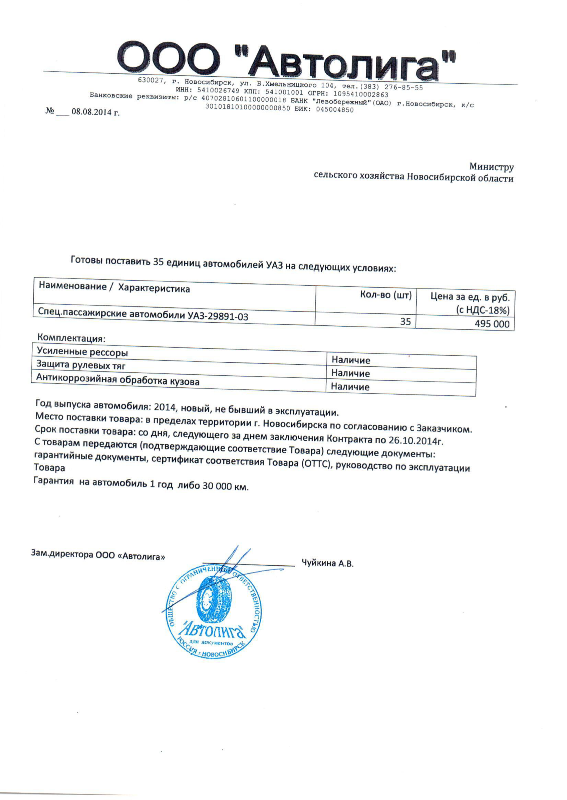 ООО "Автолига"
630027, г. Новосибирск, ул. Б.Хмельницкого 104, тел.(383) 276-85-55
ИНН: 5410026749 КПП: 541001001 ОГРН: 1095410002863
Банковские реквизиты: р/с 40702810601100000018 БАНК "Левобережный"(ОАО) г.Новосибирск, к/с
30101810100000000850 БИК: 045004850
№ ___ 08.08.2014 г.
Министру
сельского хозяйства Новосибирской области
Готовы поставить 35 единиц автомобилей УАЗ на следующих условиях:
Наименование / Характеристика Кол-во (шт) Цена за ед. в руб.
(с НДС-18%)
Спец.пассажирские автомобили УАЗ-29891-03 35 495 000
Комплектация:
Усиленные рессоры Наличие
Защита рулевых тяг Наличие
Антикоррозийная обработка кузова Наличие
Год выпуска автомобиля: 2014, новый, не бывший в эксплуатации.
Место поставки товара: в пределах территории г. Новосибирска по согласованию с Заказчиком.
Срок поставки товара: со дня, следующего за днем заключения Контракта по 26.10.2014г.
С товарам передаются (подтверждающие соответствие Товара) следующие документы:
гарантийные документы, сертификат соответствия Товара (ОТТС), руководство по эксплуатации
Товара
Гарантия на автомобиль 1 год либо 30 000 км.
Зам.директора ООО «Автолига» Чуйкина А.В.
ОБЩЕСТВО С ОГРАНИЧЕННОЙ ОТВЕТСТВЕННОСТЬЮ
"АВТОЛИГА"
для документов
РОССИЯ • НОВОСИБИРСК